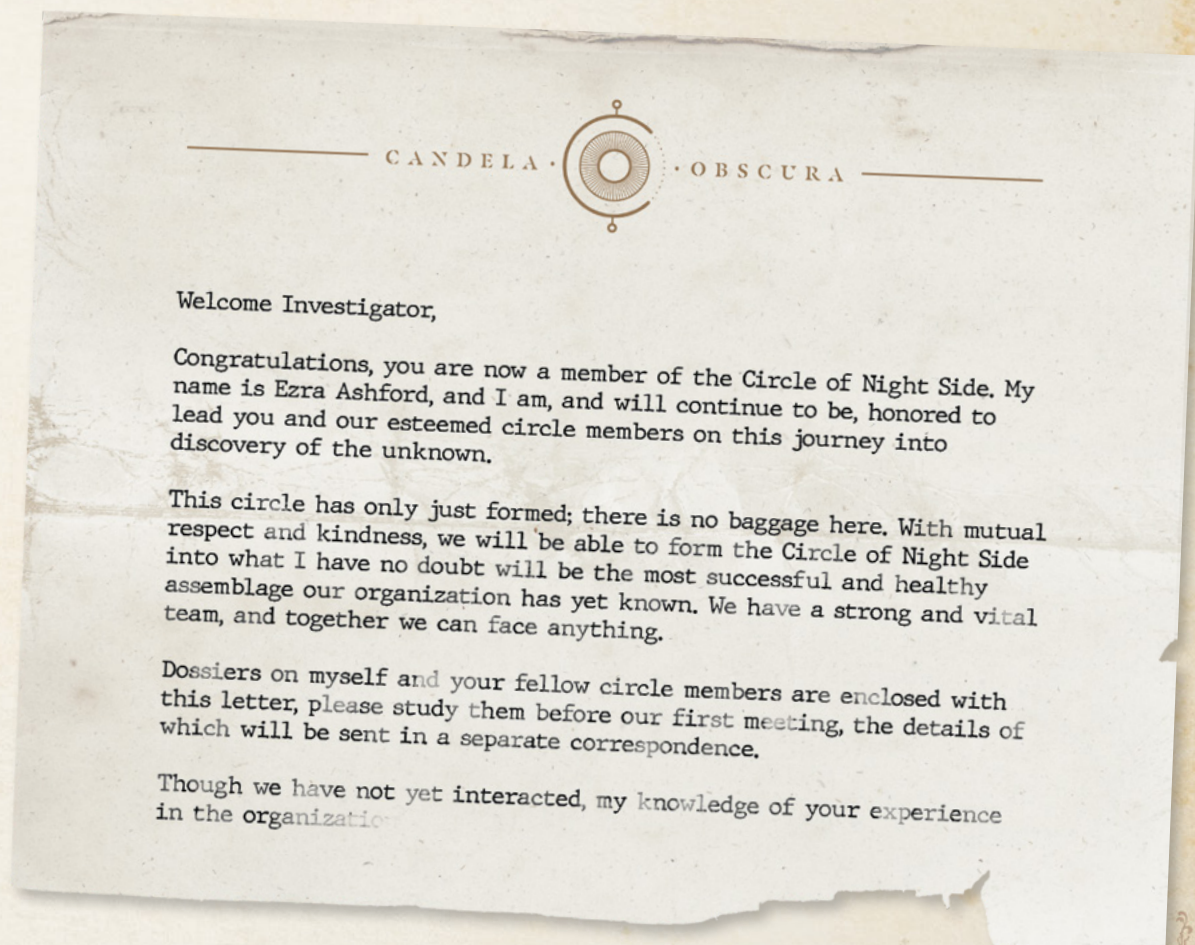 CANDELA · · OBSCURA
Welcome Investigator,
Congratulations, you are now a member of the Circle of Night Side. My
name is Ezra Ashford, and I am, and will continue to be, honored to
lead you and our esteemed circle members on this journey into
discovery of the unknown.
This circle has only just formed; there is no baggage here. With mutual
respect and kindness, we will be able to form the Circle of Night Side
into what I have no doubt will be the most successful and healthy
assemblage our organization has yet known. We have a strong and vital
team, and together we can face anything.
Dossiers on myself and your fellow circle members are enclosed with
this letter, please study them before our first meeting, the details of
which will be sent in a separate correspondence.
Though we have not yet interacted, my knowledge of your experience
in the organizatio